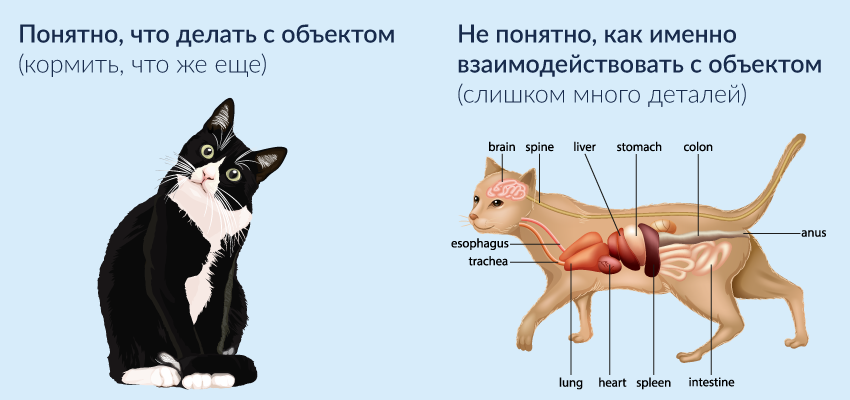 Понятно, что делать с объектом
(кормить, что же еще)
Не понятно, как именно
взаимодействовать с объектом
(слишком много деталей)
brain spine liver stomach colon
anus
esophagus
trachea
lung heart spleen intestine